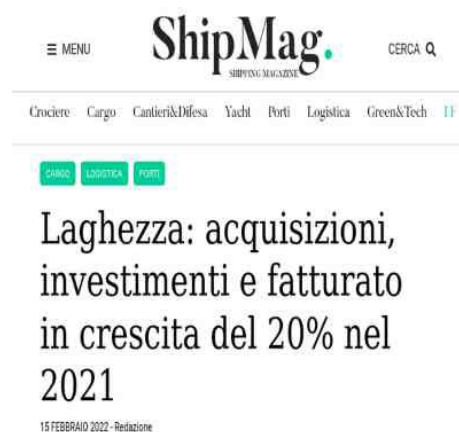 ☰ MENU
ShipMag.
SHIPPING MAGAZINE
CERCA
Crociere Cargo Cantieri&Difesa Yacht Porti Logistica Green&Tech
CARGO LOGISTICA PORTI
Laghezza: acquisizioni,
investimenti e fatturato
in crescita del 20% nel
2021
15 FEBBRAIO 2022 - Redazione